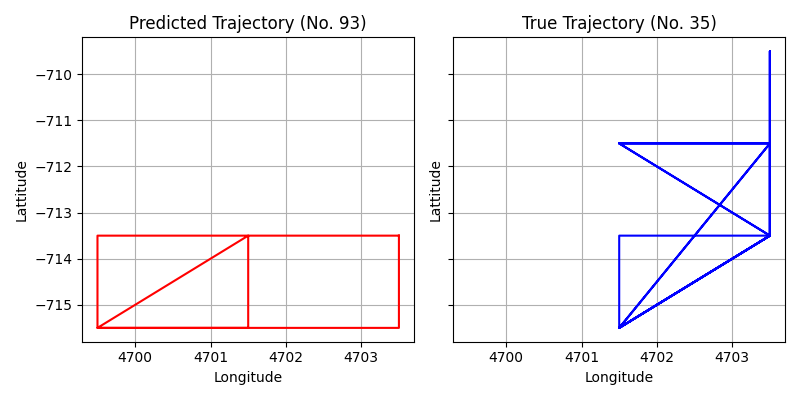 Predicted Trajectory (No. 93)
True Trajectory (No. 35)
−710
−711
−712
−713
−714
−715
Lattitude
Lattitude
4700 4701 4702 4703
4700 4701 4702 4703
Longitude
Longitude